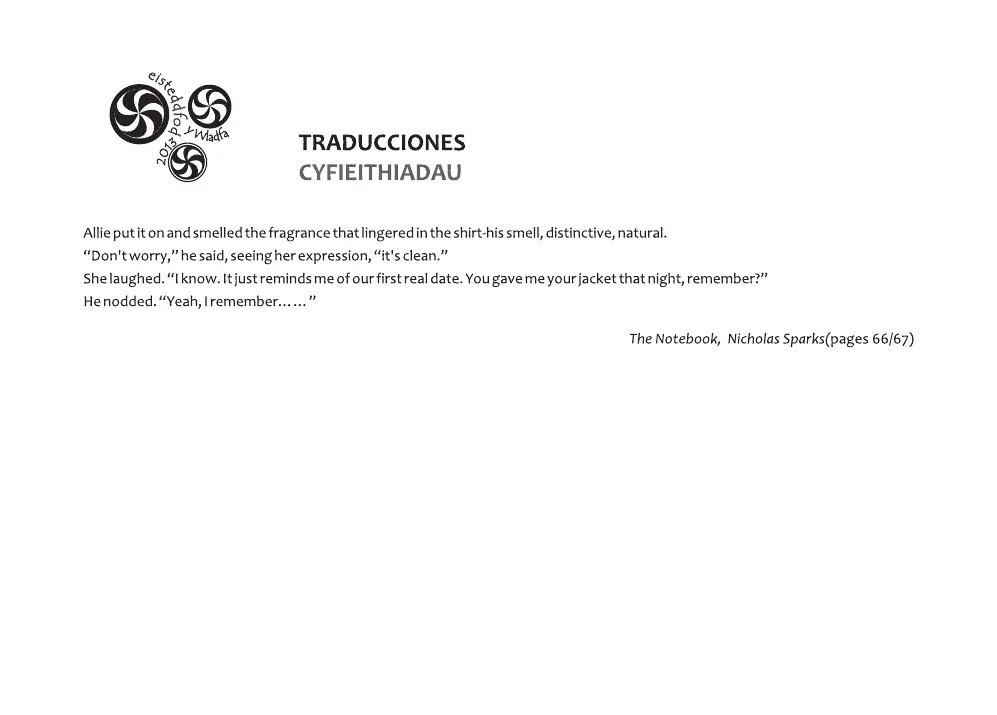 eisteddfod
y Wladfa
2013
TRADUCCIONES
CYFIEITHIADAU
Allie put it on and smelled the fragrance that lingered in the shirt-his smell, distinctive, natural.
“Don't worry,” he said, seeing her expression, “it's clean.”
She laughed. “I know. It just reminds me of our first real date. You gave me your jacket that night, remember?”
He nodded. “Yeah, I remember……”
The Notebook, Nicholas Sparks(pages 66/67)